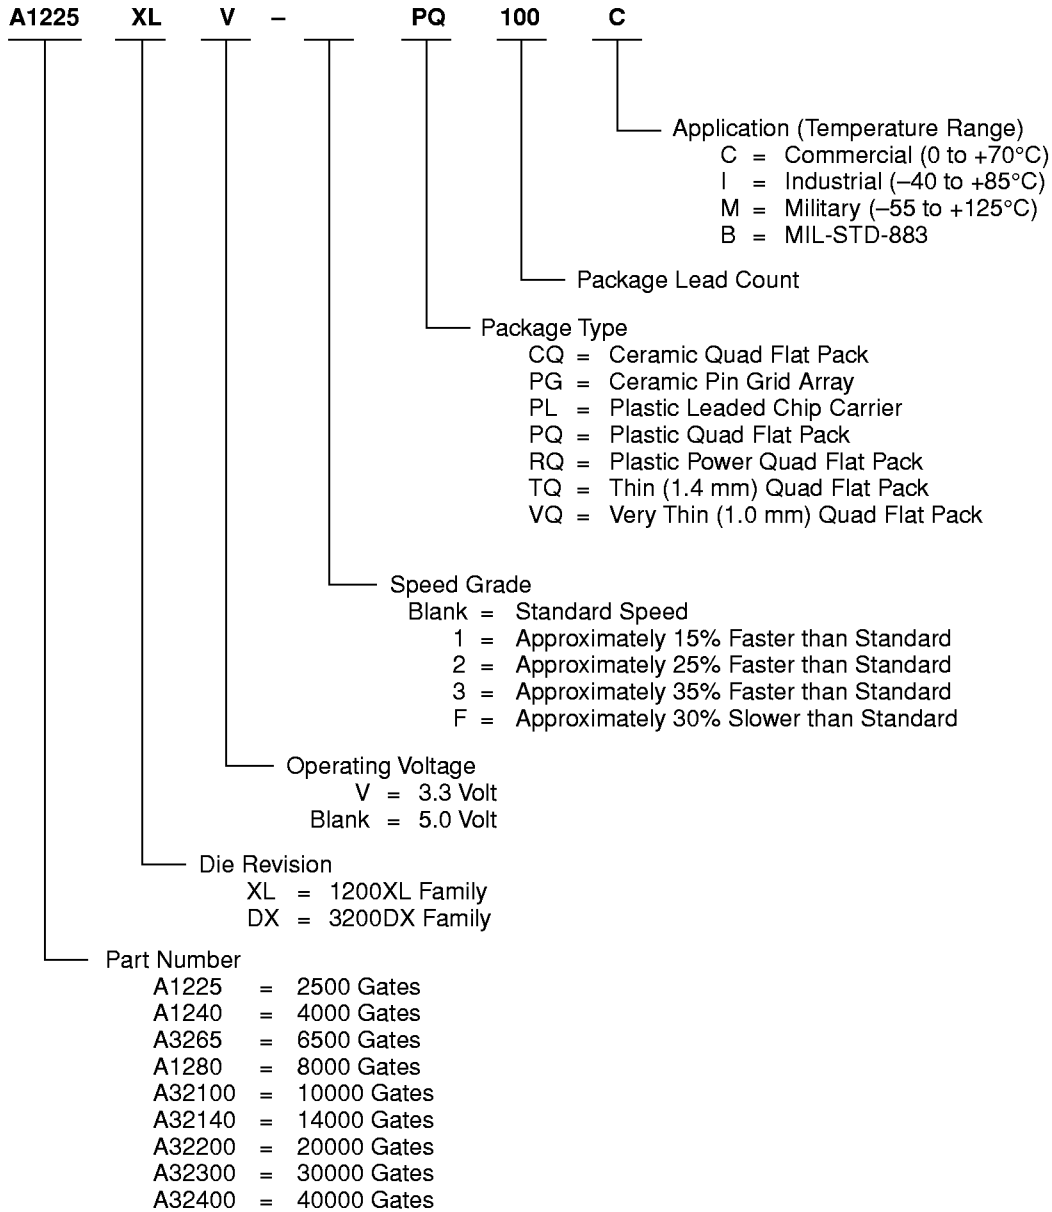 A1225 XL V – PQ 100 C
Application (Temperature Range)
C = Commercial (0 to +70°C)
I = Industrial (–40 to +85°C)
M = Military (–55 to +125°C)
B = MIL-STD-883
Package Lead Count
Package Type
CQ = Ceramic Quad Flat Pack
PG = Ceramic Pin Grid Array
PL = Plastic Leaded Chip Carrier
PQ = Plastic Quad Flat Pack
RQ = Plastic Power Quad Flat Pack
TQ = Thin (1.4 mm) Quad Flat Pack
VQ = Very Thin (1.0 mm) Quad Flat Pack
Speed Grade
Blank = Standard Speed
1 = Approximately 15% Faster than Standard
2 = Approximately 25% Faster than Standard
3 = Approximately 35% Faster than Standard
F = Approximately 30% Slower than Standard
Operating Voltage
V = 3.3 Volt
Blank = 5.0 Volt
Die Revision
XL = 1200XL Family
DX = 3200DX Family
Part Number
A1225 = 2500 Gates
A1240 = 4000 Gates
A3265 = 6500 Gates
A1280 = 8000 Gates
A32100 = 10000 Gates
A32140 = 14000 Gates
A32200 = 20000 Gates
A32300 = 30000 Gates
A32400 = 40000 Gates